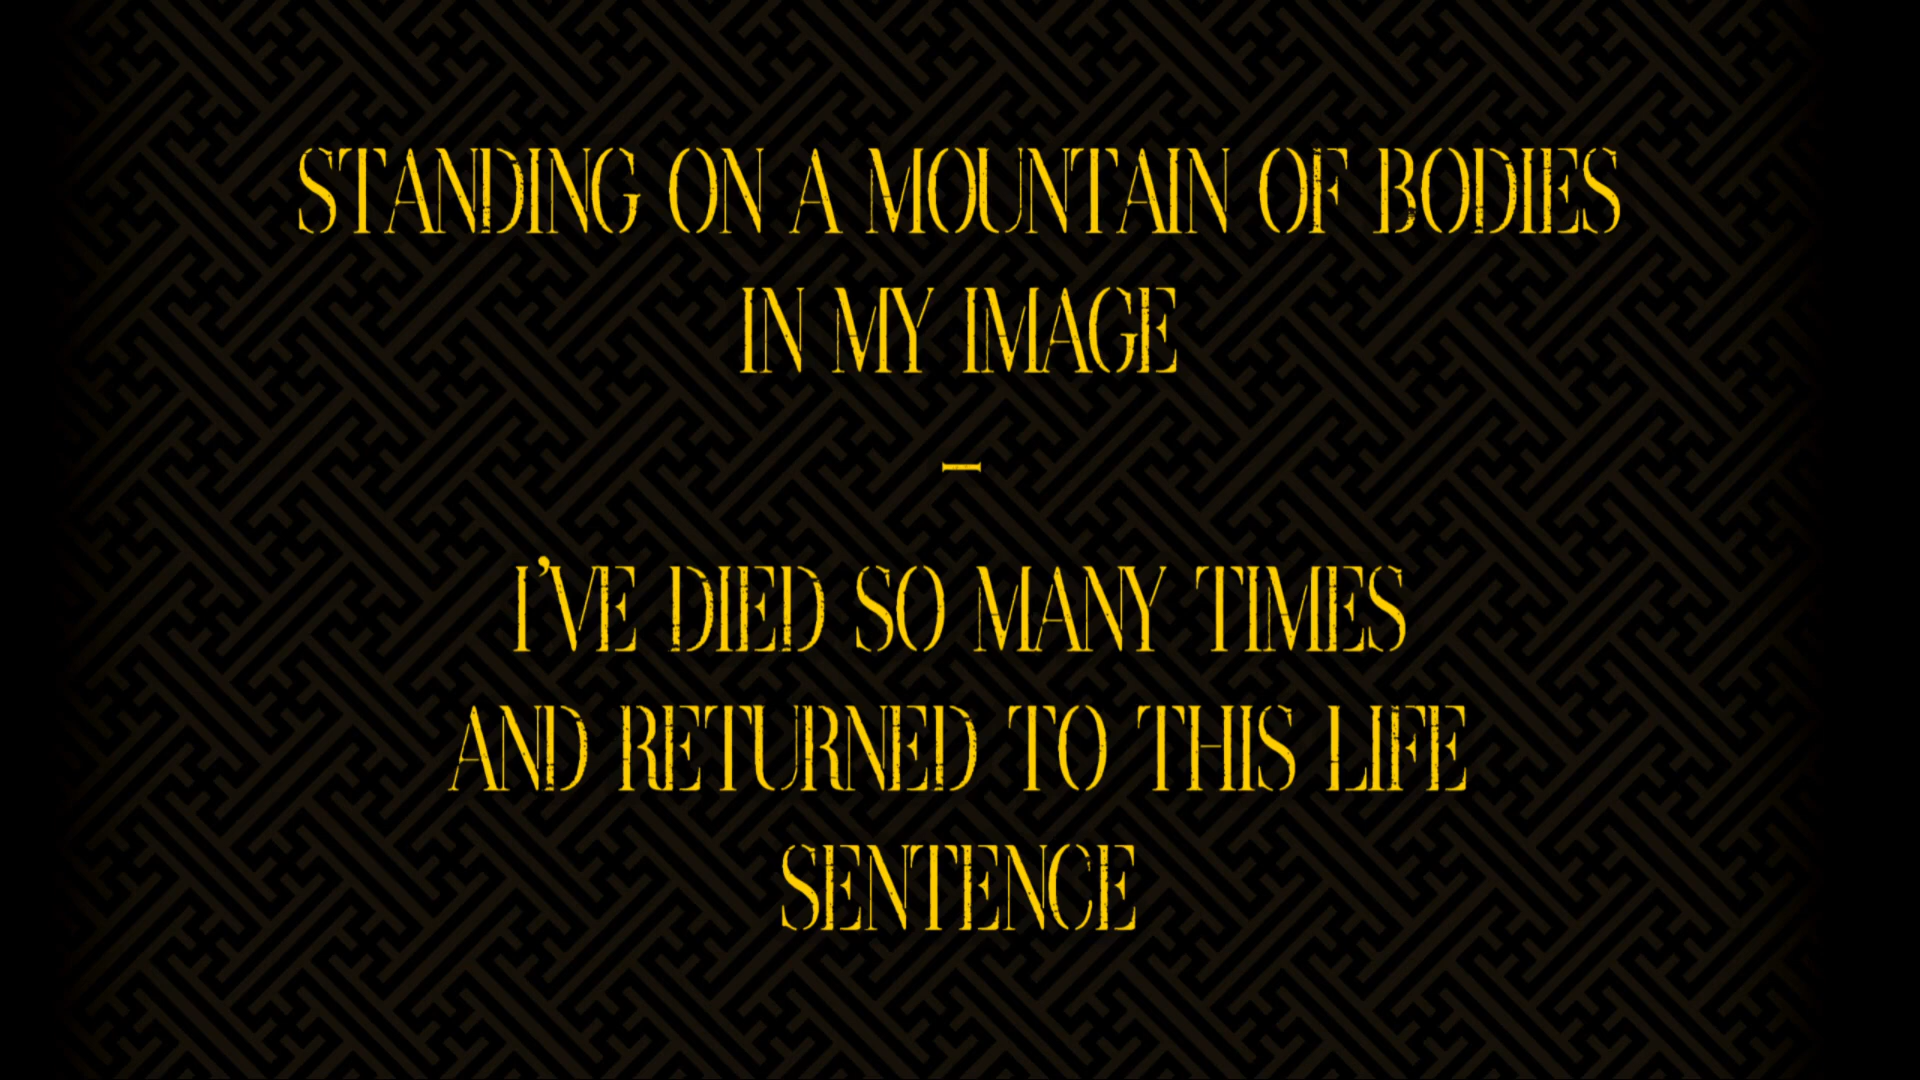 STANDING ON A MOUNTAIN OF BODIES
IN MY IMAGE
–
I'VE DIED SO MANY TIMES
AND RETURNED TO THIS LIFE
SENTENCE